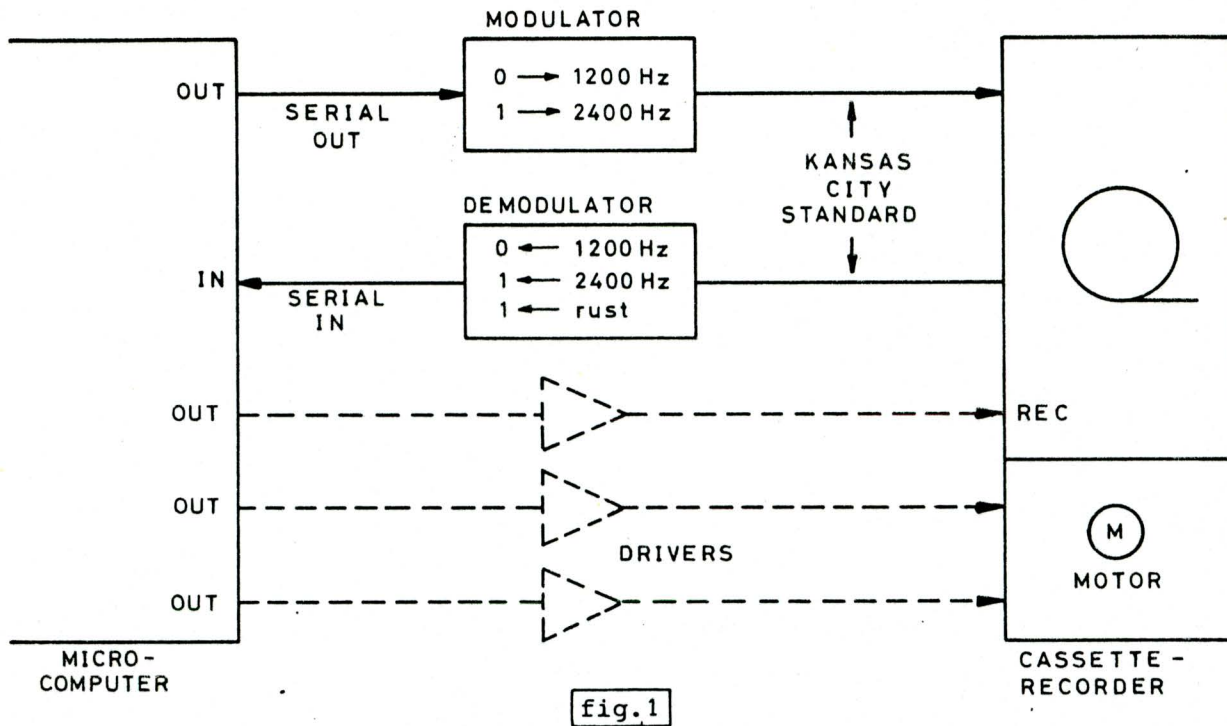 MODULATOR
OUT
SERIAL
OUT
0 → 1200 Hz
1 → 2400 Hz
KANSAS
CITY
STANDARD
DEMODULATOR
IN
SERIAL
IN
0 ← 1200 Hz
1 ← 2400 Hz
1 ← rust
OUT
REC
OUT
DRIVERS
M
MOTOR
OUT
MICRO-
COMPUTER
CASSETTE-
RECORDER
fig.1